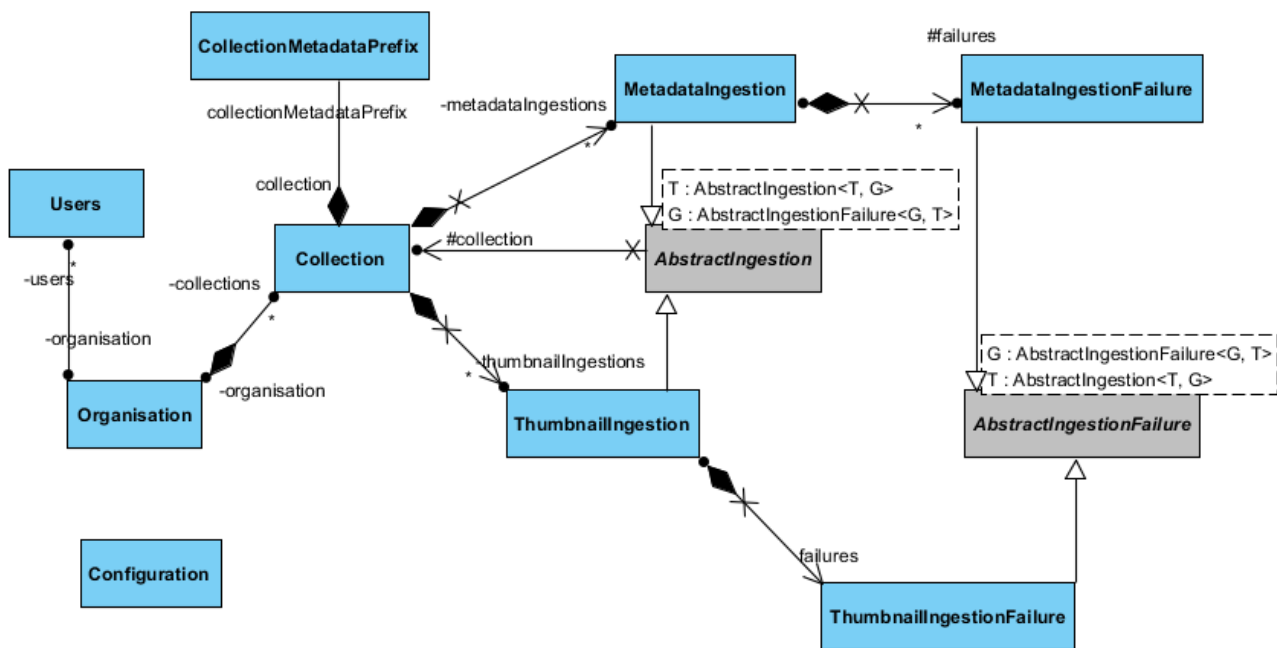 CollectionMetadataPrefix
#failures
MetadataIngestion
MetadataIngestionFailure
-metadataIngestions
collectionMetadataPrefix
*
*
T : AbstractIngestion<T, G>
G : AbstractIngestionFailure<G, T>
collection
Users
#collection
Collection
AbstractIngestion
*
-users
-collections
*
-organisation
G : AbstractIngestionFailure<G, T>
T : AbstractIngestion<T, G>
-thumbnailIngestions
*
-organisation
Organisation
ThumbnailIngestion
AbstractIngestionFailure
failures
Configuration
ThumbnailIngestionFailure